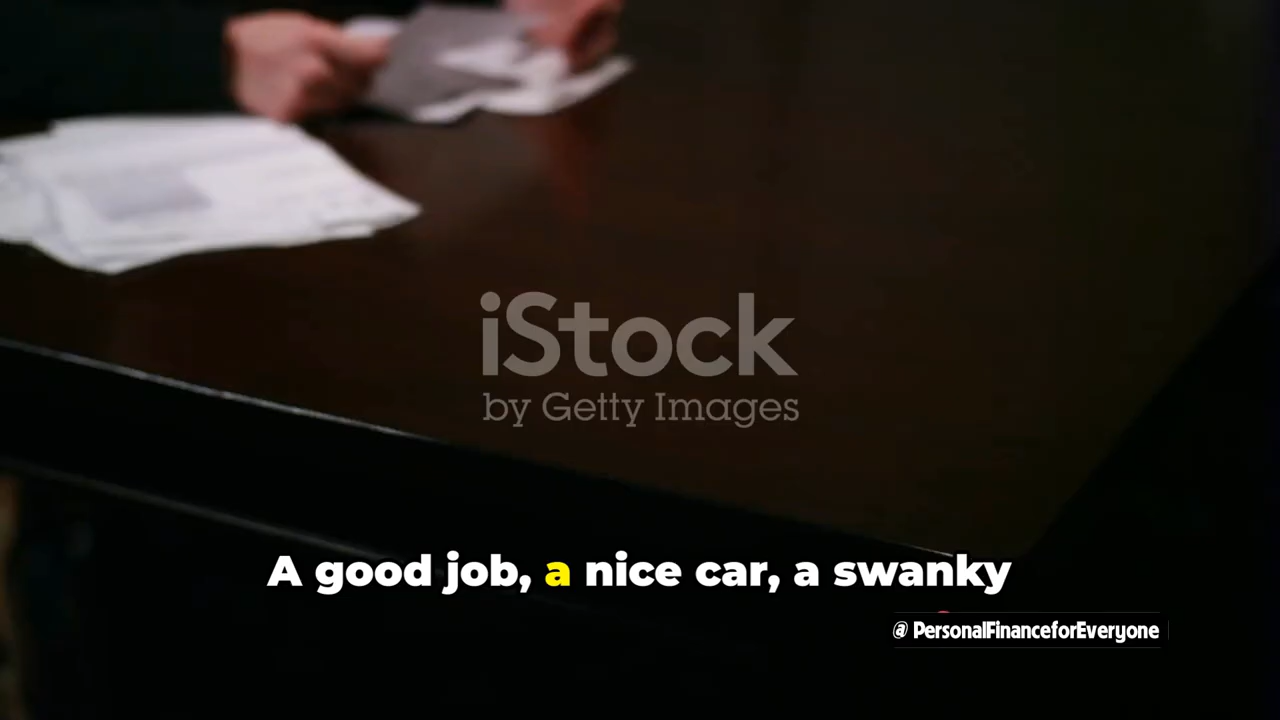 iStock
by Getty Images
A good job, a nice car, a swanky
@ PersonalFinanceforEveryone